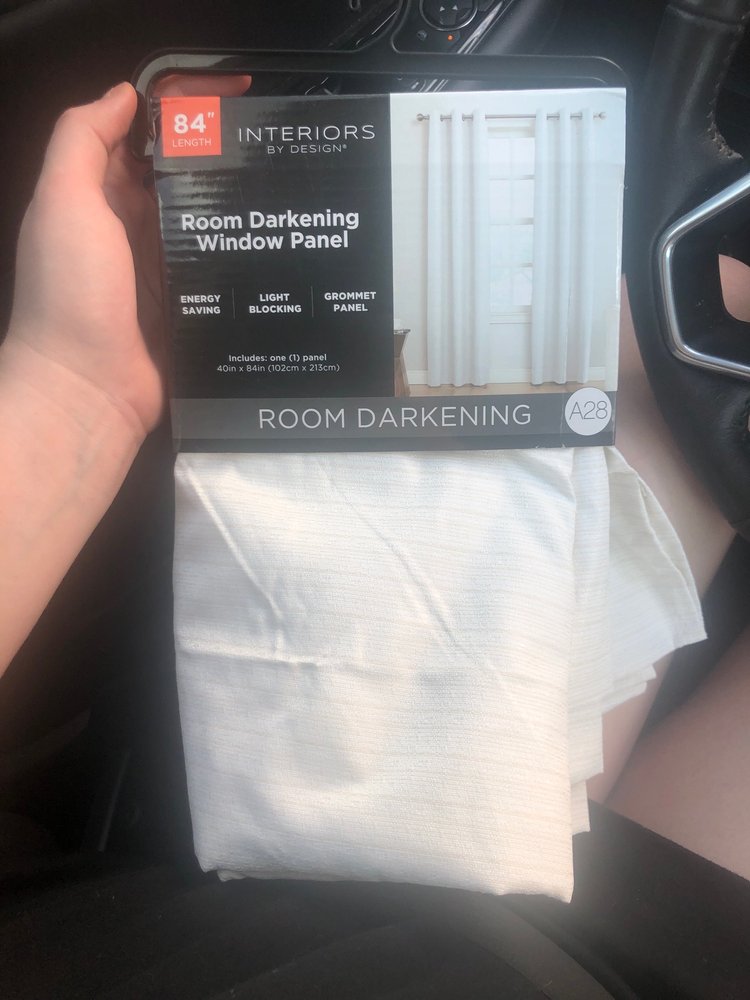 84"
LENGTH
INTERIORS
BY DESIGN®
Room Darkening
Window Panel
ENERGY
SAVING
LIGHT
BLOCKING
GROMMET
PANEL
Includes: one (1) panel
40in x 84in (102cm x 213cm)
ROOM DARKENING
A28